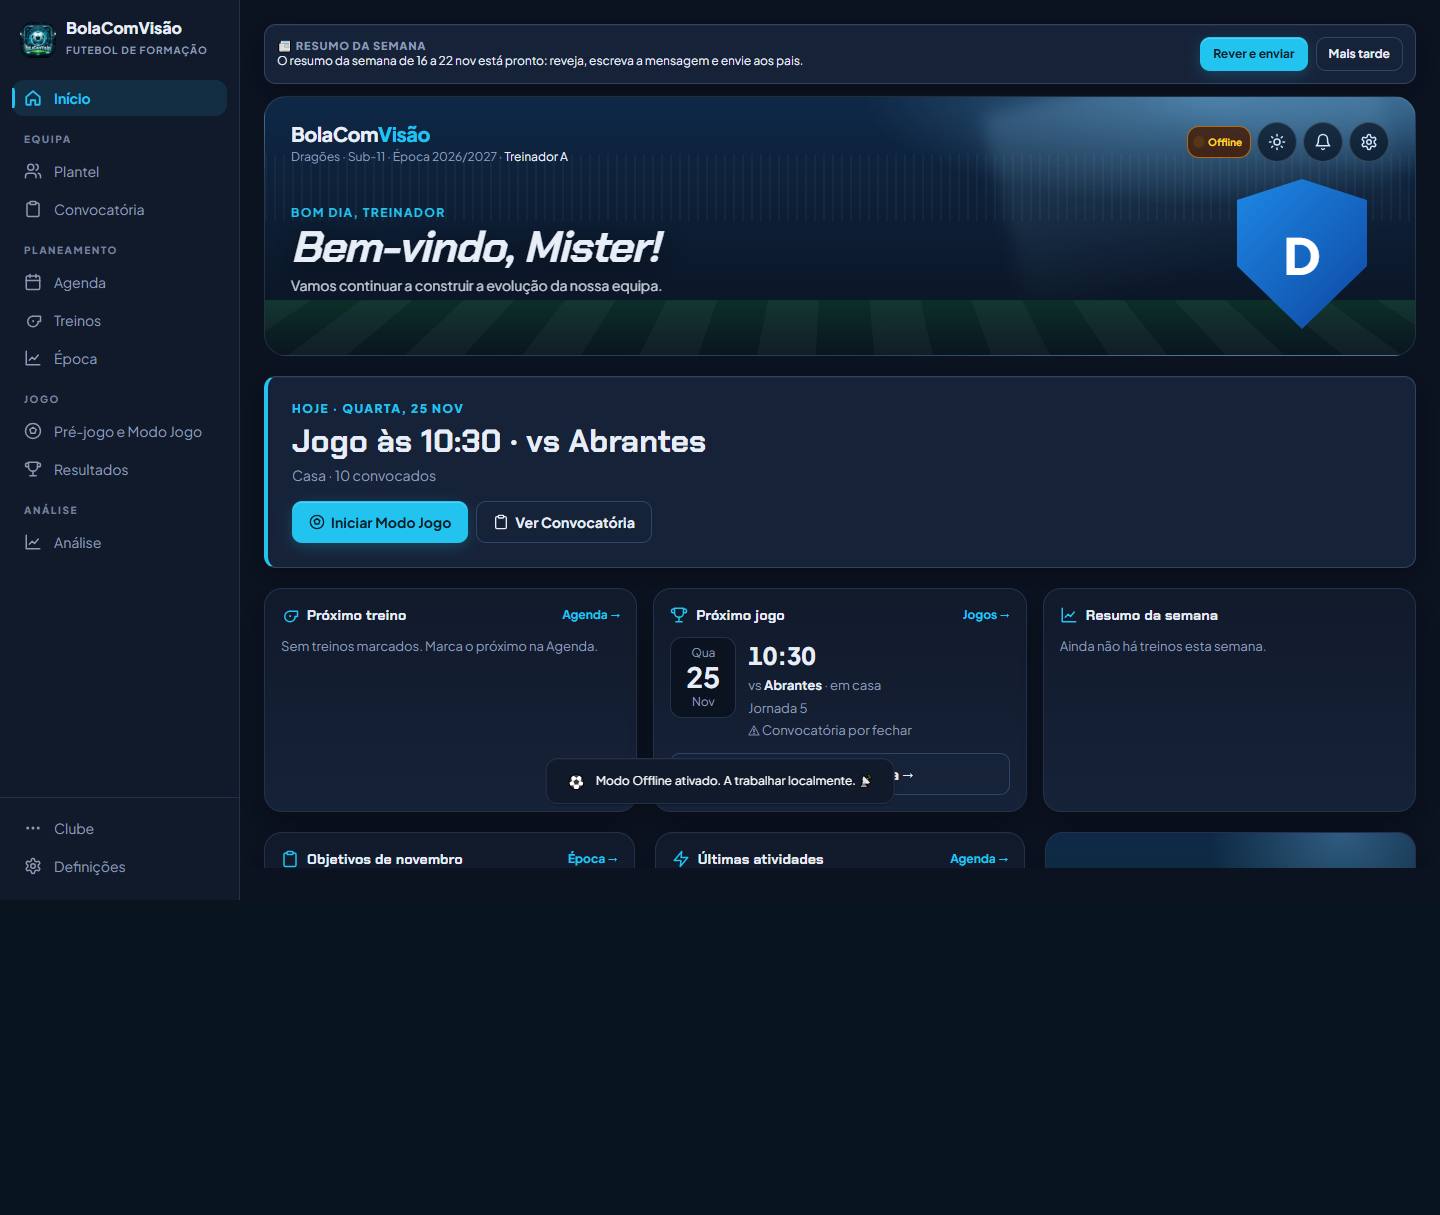 BolaComVisão
FUTEBOL DE FORMAÇÃO
Início
EQUIPA
Plantel
Convocatória
PLANEAMENTO
Agenda
Treinos
Época
JOGO
Pré-jogo e Modo Jogo
Resultados
ANÁLISE
Análise
Clube
Definições
RESUMO DA SEMANA
O resumo da semana de 16 a 22 nov está pronto: reveja, escreva a mensagem e envie aos pais.
Rever e enviar
Mais tarde
BolaComVisão
Dragões · Sub-11 · Época 2026/2027 · Treinador A
Offline
BOM DIA, TREINADOR
Bem-vindo, Mister!
Vamos continuar a construir a evolução da nossa equipa.
D
HOJE · QUARTA, 25 NOV
Jogo às 10:30 · vs Abrantes
Casa · 10 convocados
Iniciar Modo Jogo
Ver Convocatória
Próximo treino
Agenda →
Sem treinos marcados. Marca o próximo na Agenda.
Próximo jogo
Jogos →
Qua
25
Nov
10:30
vs Abrantes · em casa
Jornada 5
⚠ Convocatória por fechar
a →
Resumo da semana
Ainda não há treinos esta semana.
Modo Offline ativado. A trabalhar localmente.
Objetivos de novembro
Época →
Últimas atividades
Agenda →